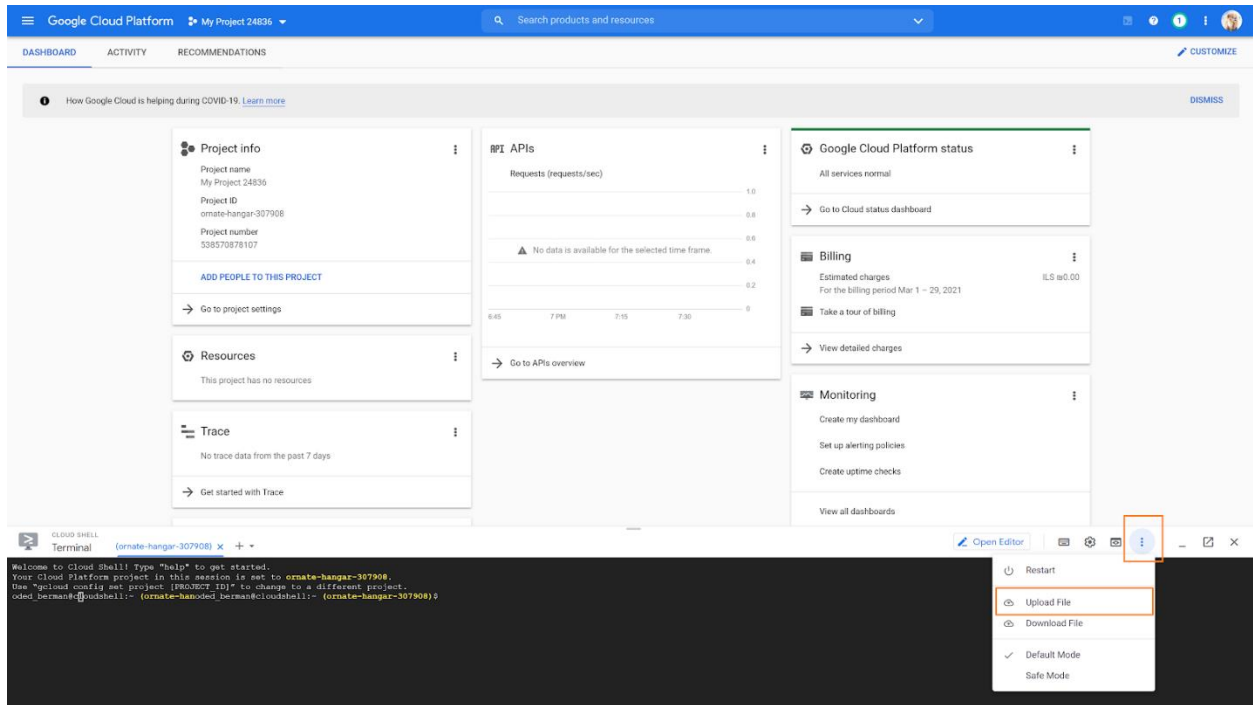 Google Cloud Platform My Project 24836 Search products and resources 1
DASHBOARD ACTIVITY RECOMMENDATIONS CUSTOMIZE
How Google Cloud is helping during COVID-19. Learn more DISMISS
Project info
Project name
My Project 24836
Project ID
ornate-hangar-307908
Project number
538570878107
ADD PEOPLE TO THIS PROJECT
Go to project settings
Resources
This project has no resources
Trace
No trace data from the past 7 days
Get started with Trace
API APIs
Requests (requests/sec)
1.0
0.8
0.6
No data is available for the selected time frame.
0.4
0.2
0
6:45 7 PM 7:15 7:30
Go to APIs overview
Google Cloud Platform status
All services normal
Go to Cloud status dashboard
Billing
Estimated charges ILS ₪0.00
For the billing period Mar 1 – 29, 2021
Take a tour of billing
View detailed charges
Monitoring
Create my dashboard
Set up alerting policies
Create uptime checks
View all dashboards
CLOUD SHELL
Terminal (ornate-hangar-307908) Open Editor
Welcome to Cloud Shell! Type "help" to get started.
Your Cloud Platform project in this session is set to ornate-hangar-307908.
Use "gcloud config set project [PROJECT_ID]" to change to a different project.
oded_berman@cloudshell:~ (ornate-hanoded_berman@cloudshell:~ (ornate-hangar-307908)$
Restart
Upload File
Download File
Default Mode
Safe Mode